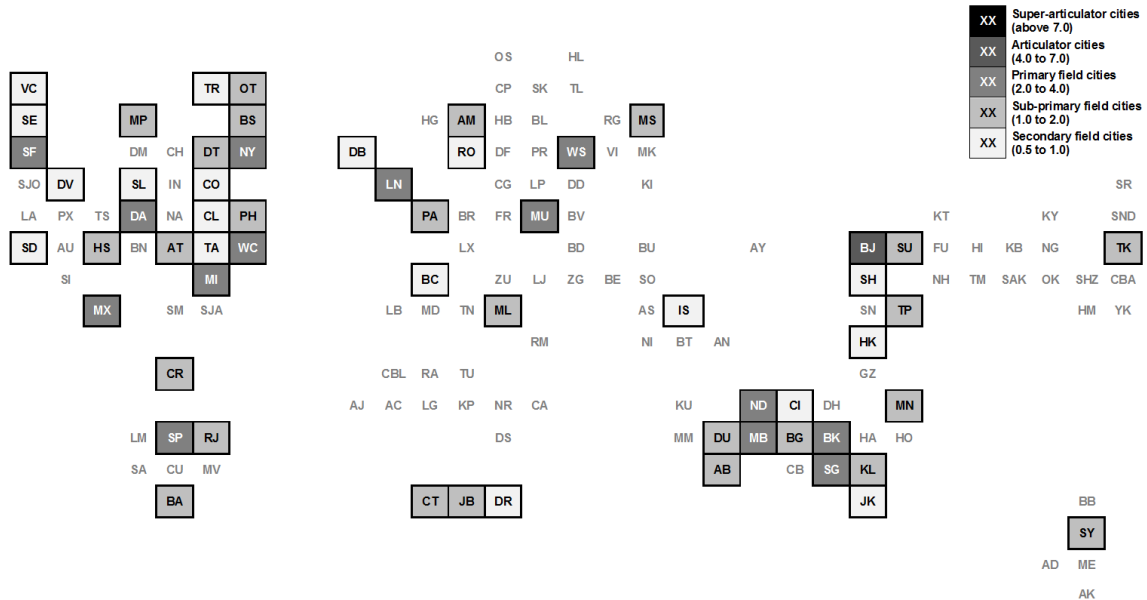 XX Super-articulator cities
(above 7.0)
XX Articulator cities
(4.0 to 7.0)
XX Primary field cities
(2.0 to 4.0)
XX Sub-primary field cities
(1.0 to 2.0)
XX Secondary field cities
(0.5 to 1.0)
OS HL
VC TR OT CP SK TL
SE MP BS HG AM HB BL RG MS
SF DM CH DT NY DB RO DF PR WS VI MK
SJO DV SL IN CO LN CG LP DD KI SR
LA PX TS DA NA CL PH PA BR FR MU BV KT KY SND
SD AU HS BN AT TA WC LX BD BU AY BJ SU FU HI KB NG TK
SI MI BC ZU LJ ZG BE SO SH NH TM SAK OK SHZ CBA
MX SM SJA LB MD TN ML AS IS SN TP HM YK
RM NI BT AN HK
CR CBL RA TU GZ
AJ AC LG KP NR CA KU ND CI DH MN
LM SP RJ DS MM DU MB BG BK HA HO
SA CU MV AB CB SG KL
BA CT JB DR JK BB
SY
AD ME
AK